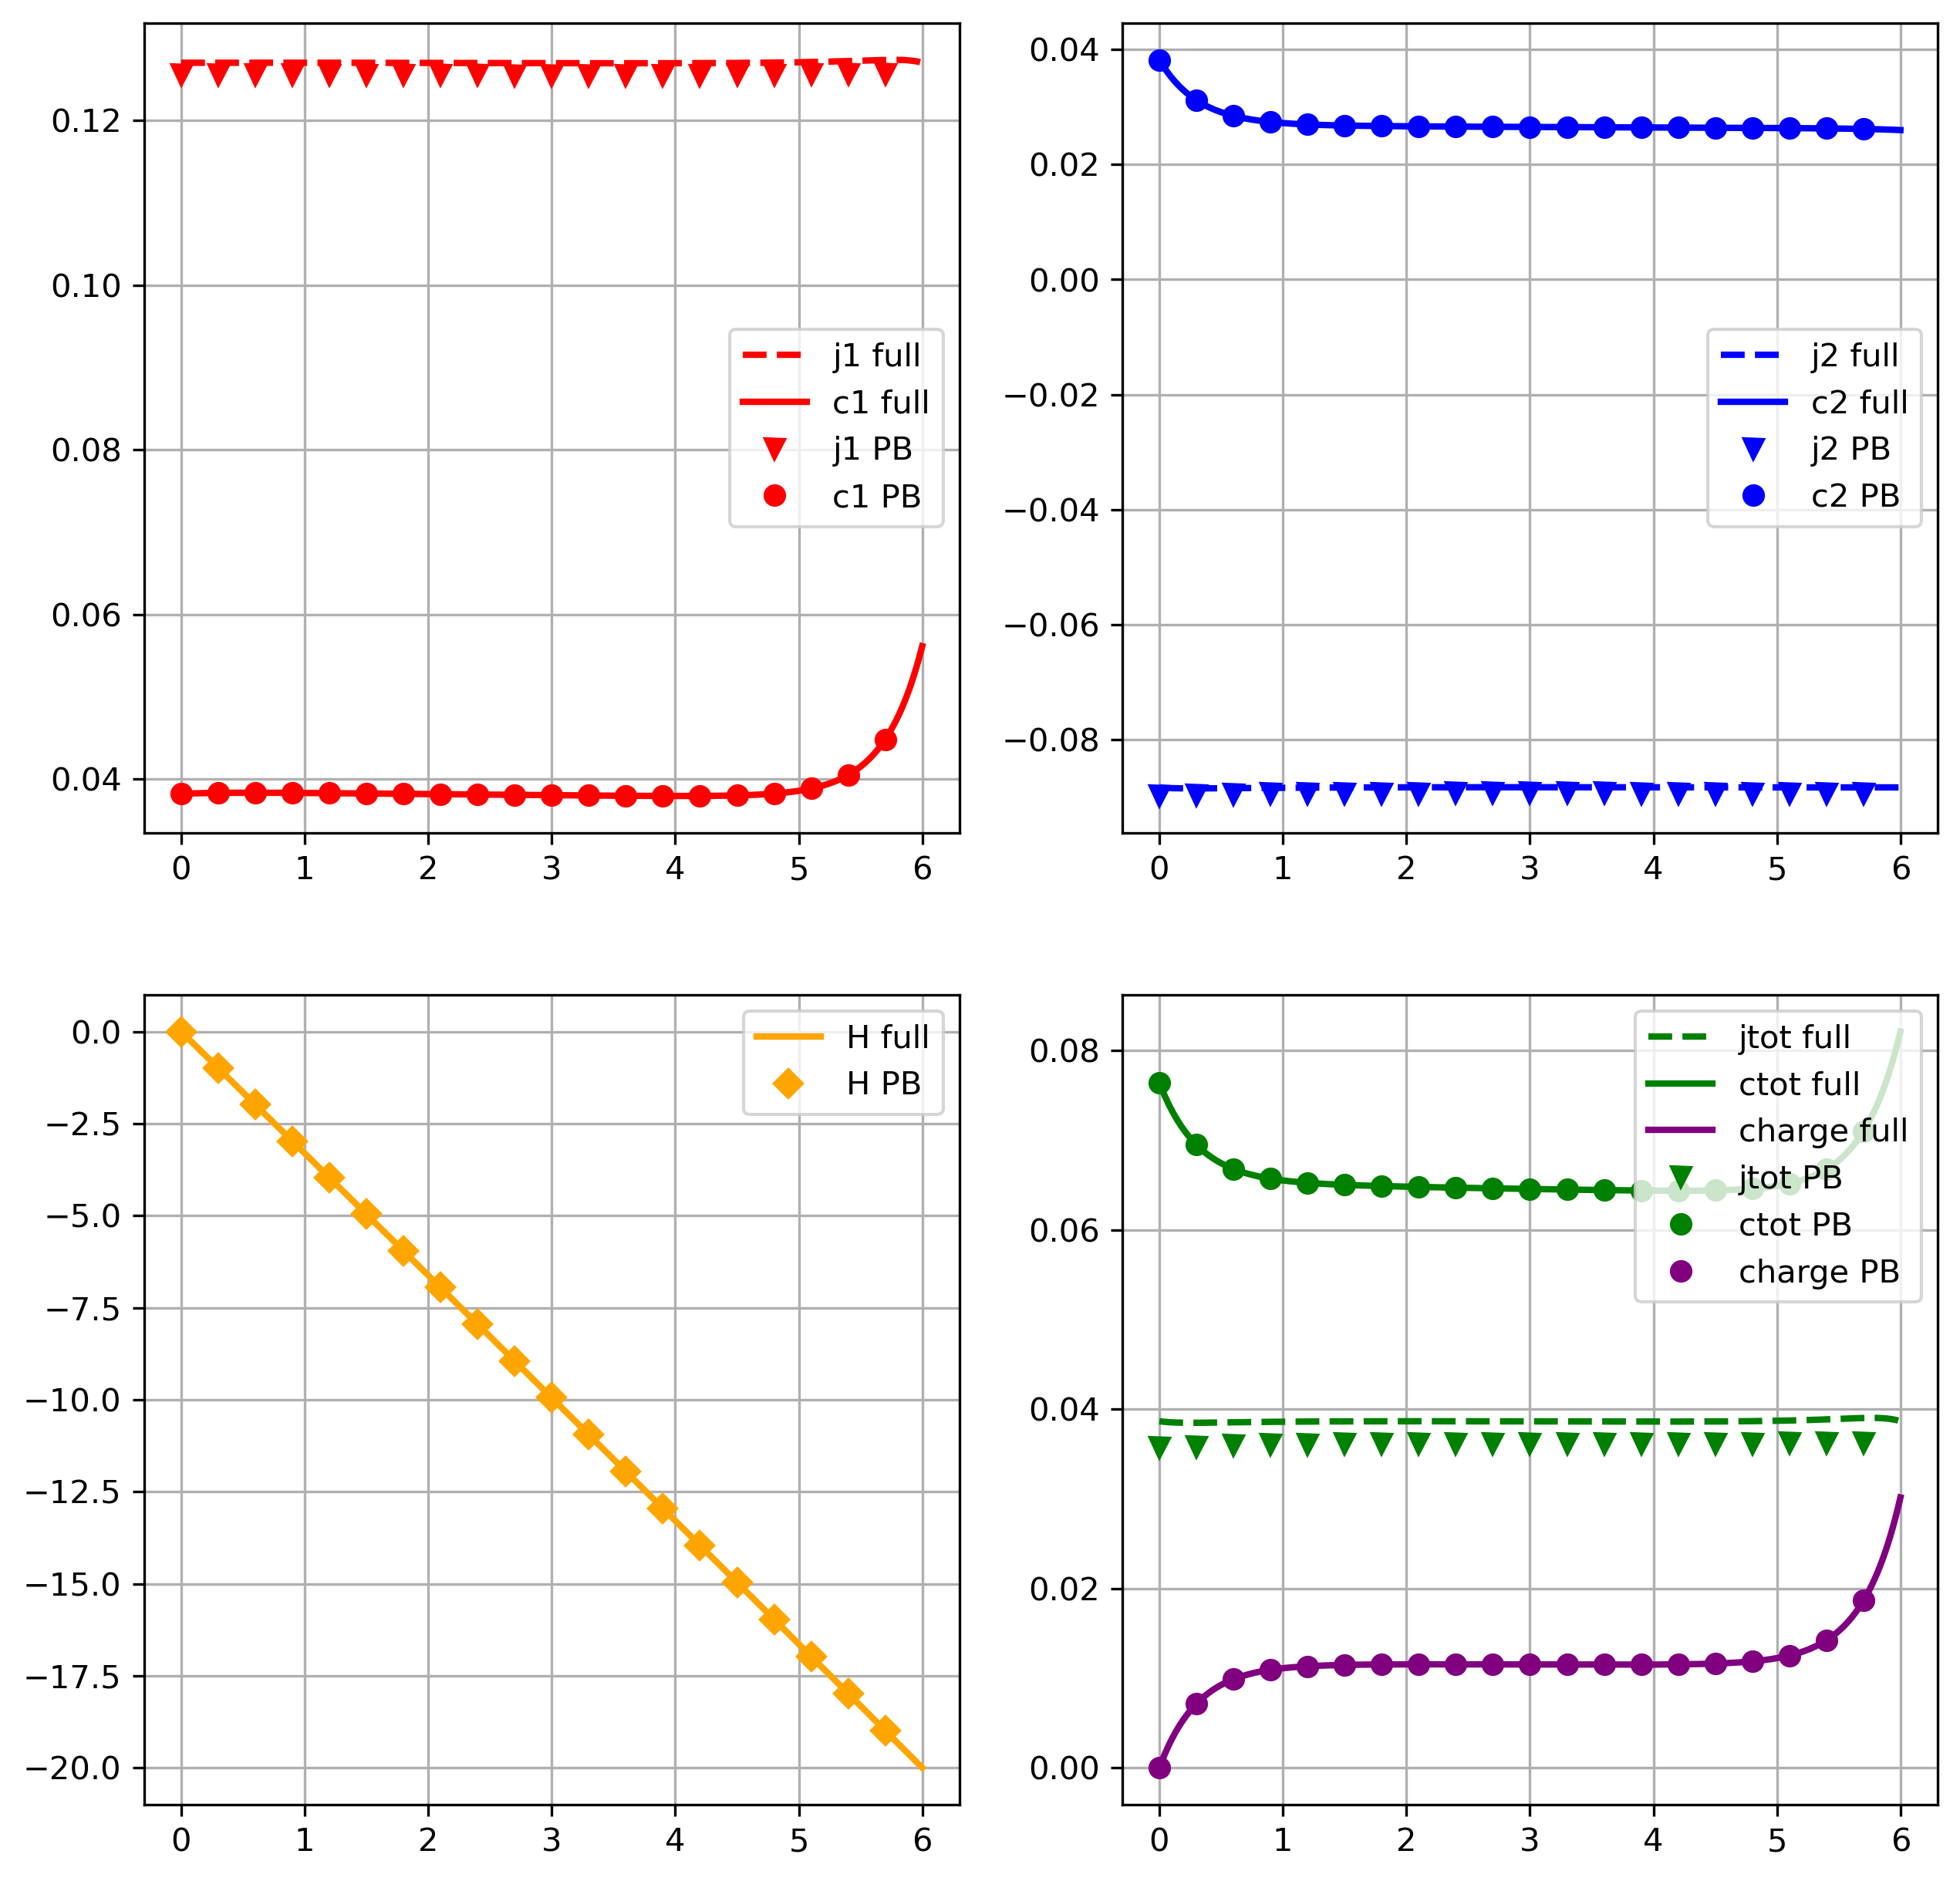 0.12
0.10
0.08
0.06
0.04
0 1 2 3 4 5 6
j1 full
c1 full
j1 PB
c1 PB
0.04
0.02
0.00
−0.02
−0.04
−0.06
−0.08
0 1 2 3 4 5 6
j2 full
c2 full
j2 PB
c2 PB
0.0
−2.5
−5.0
−7.5
−10.0
−12.5
−15.0
−17.5
−20.0
0 1 2 3 4 5 6
H full
H PB
0.08
0.06
0.04
0.02
0.00
0 1 2 3 4 5 6
jtot full
ctot full
charge full
jtot PB
ctot PB
charge PB